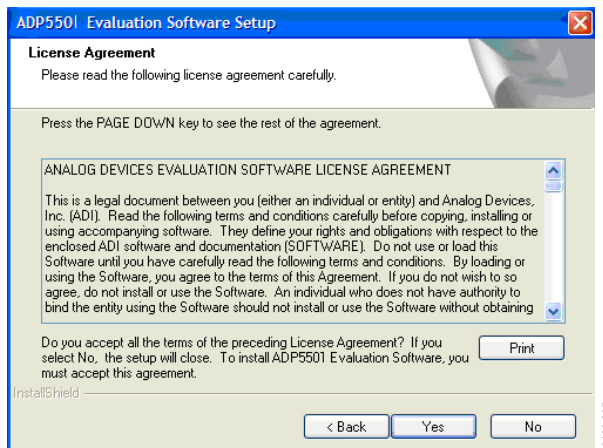 ADP550l Evaluation Software Setup
License Agreement
Please read the following license agreement carefully.
Press the PAGE DOWN key to see the rest of the agreement.
ANALOG DEVICES EVALUATION SOFTWARE LICENSE AGREEMENT
This is a legal document between you (either an individual or entity) and Analog Devices,
Inc. (ADI). Read the following terms and conditions carefully before copying, installing or
using accompanying software. They define your rights and obligations with respect to the
enclosed ADI software and documentation (SOFTWARE). Do not use or load this
Software until you have carefully read the following terms and conditions. By loading or
using the Software, you agree to the terms of this Agreement. If you do not wish to so
agree, do not install or use the Software. An individual who does not have authority to
bind the entity using the Software should not install or use the Software without obtaining
Do you accept all the terms of the preceding License Agreement? If you
select No, the setup will close. To install ADP5501 Evaluation Software, you
must accept this agreement.
Print
InstallShield
< Back
Yes
No